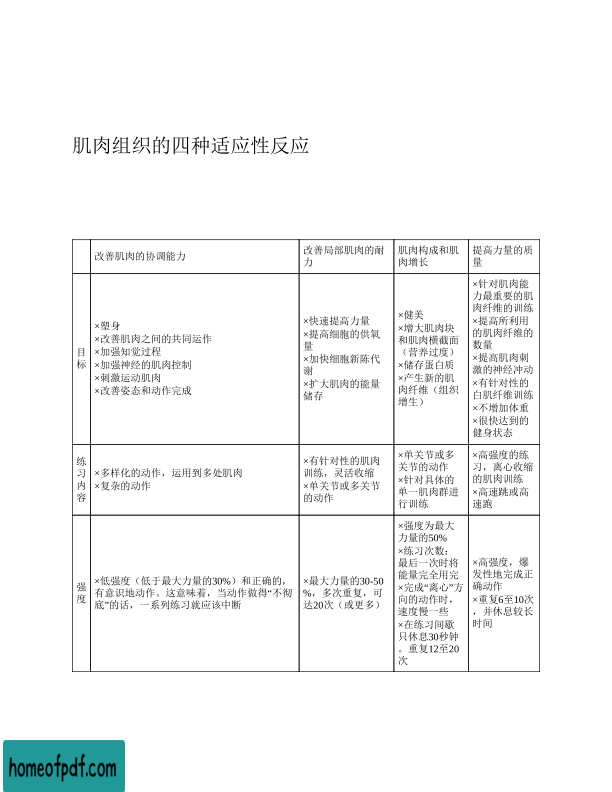 肌肉组织的四种适应性反应
改善肌肉的协调能力
改善局部肌肉的耐
力
肌肉构成和肌
肉增长
提高力量的质
量
目
标
×塑身
×改善肌肉之间的共同运作
×加强知觉过程
×加强神经的肌肉控制
×刺激运动肌肉
×改善姿态和动作完成
×快速提高力量
×提高细胞的供氧
量
×加快细胞新陈代
谢
×扩大肌肉的能量
储存
×健美
×增大肌肉块
和肌肉横截面
（营养过度）
×储存蛋白质
×产生新的肌
肉纤维（组织
增生）
×针对肌肉能
力最重要的肌
肉纤维的训练
×提高所利用
的肌肉纤维的
数量
×提高肌肉刺
激的神经冲动
×有针对性的
白肌纤维训练
×不增加体重
×很快达到的
健身状态
练
习
内
容
×多样化的动作，运用到多处肌肉
×复杂的动作
×有针对性的肌肉
训练，灵活收缩
×单关节或多关节
的动作
×单关节或多
关节的动作
×针对具体的
单一肌肉群进
行训练
×高强度的练
习，离心收缩
的肌肉训练
×高速跳或高
速跑
强
度
×低强度（低于最大力量的30%）和正确的，
有意识地动作。这意味着，当动作做得“不彻
底”的话，一系列练习就应该中断
×最大力量的30-50
%，多次重复，可
达20次（或更多）
×强度为最大
力量的50%
×练习次数：
最后一次时将
能量完全用完
×完成“离心”方
向的动作时，
速度慢一些
×在练习间歇
只休息30秒钟
。重复12至20
次
×高强度，爆
发性地完成正
确动作
×重复6至10次
，并休息较长
时间
homeofpdf.com